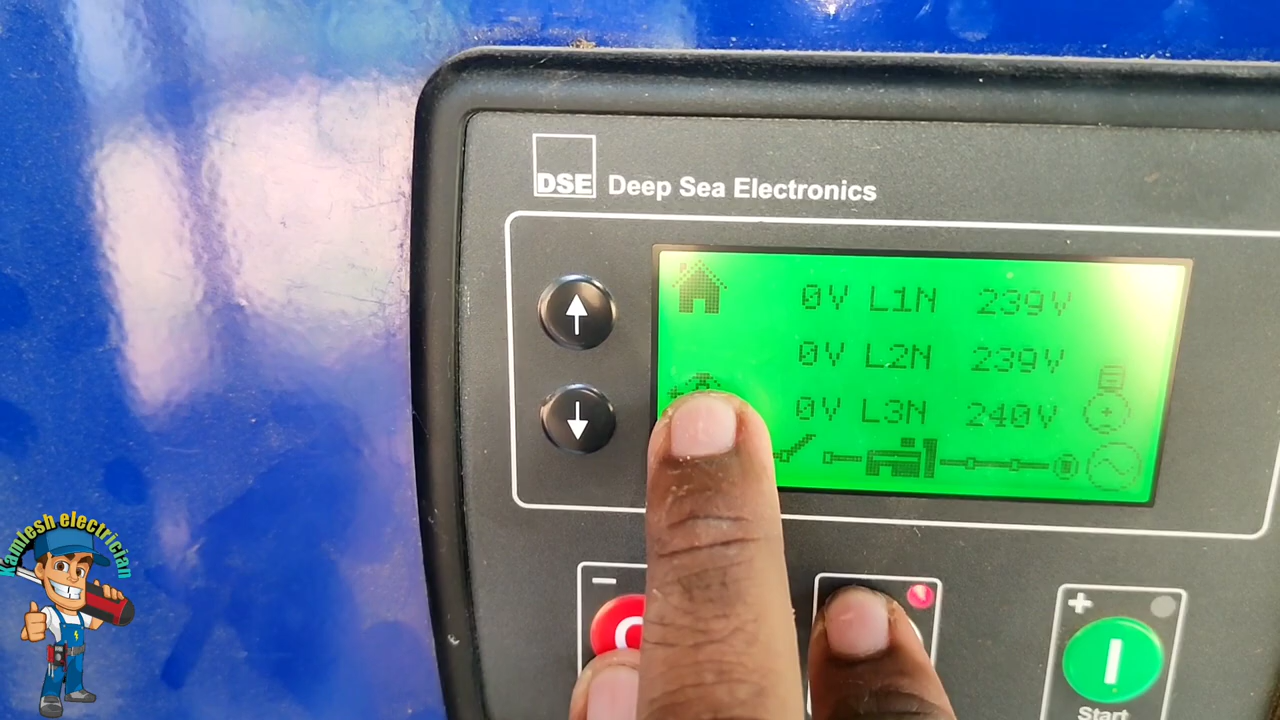 DSE Deep Sea Electronics
0V L1N 239V
0V L2N 239V
0V L3N 240V
Start
Kamlesh electrician